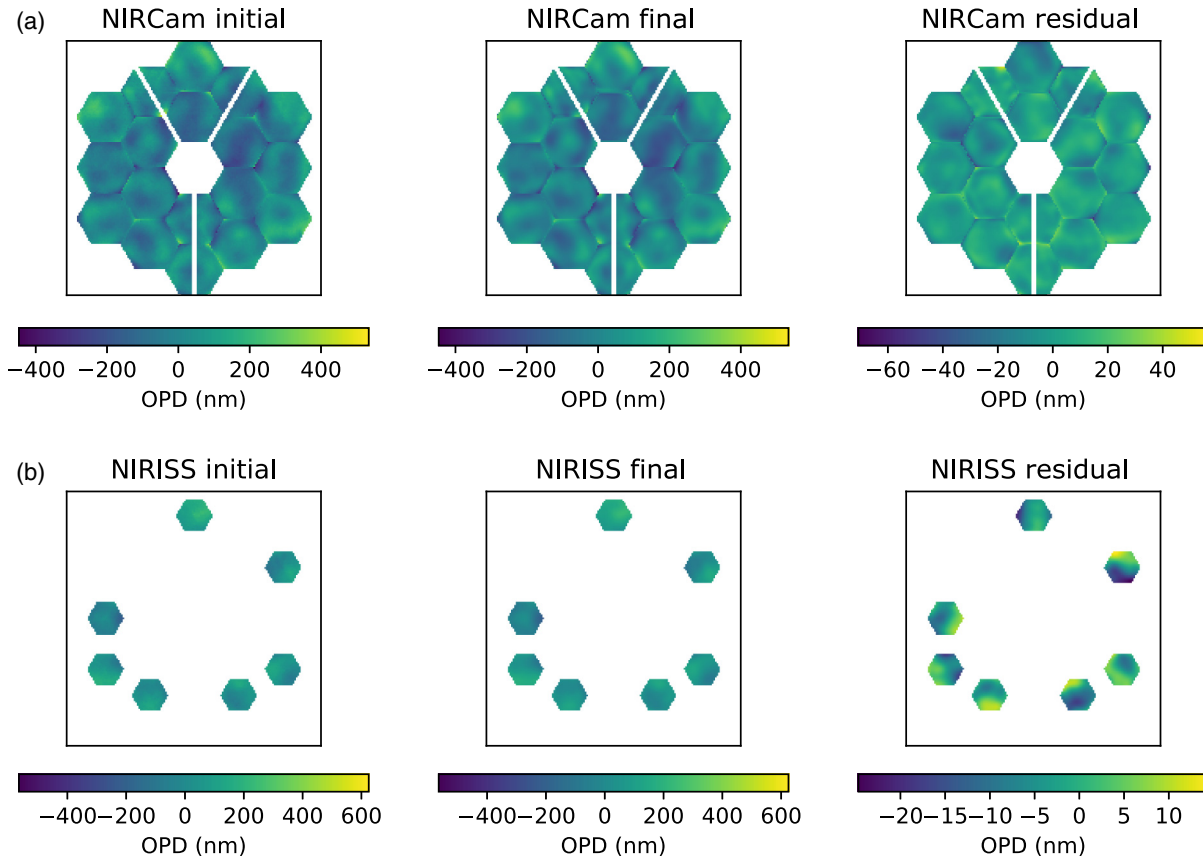 (a)
NIRCam initial
NIRCam final
NIRCam residual
−400 −200 0 200 400
−400 −200 0 200 400
−60 −40 −20 0 20 40
OPD (nm)
OPD (nm)
OPD (nm)
(b)
NIRISS initial
NIRISS final
NIRISS residual
−400 −200 0 200 400 600
−400 −200 0 200 400 600
−20 −15 −10 −5 0 5 10
OPD (nm)
OPD (nm)
OPD (nm)